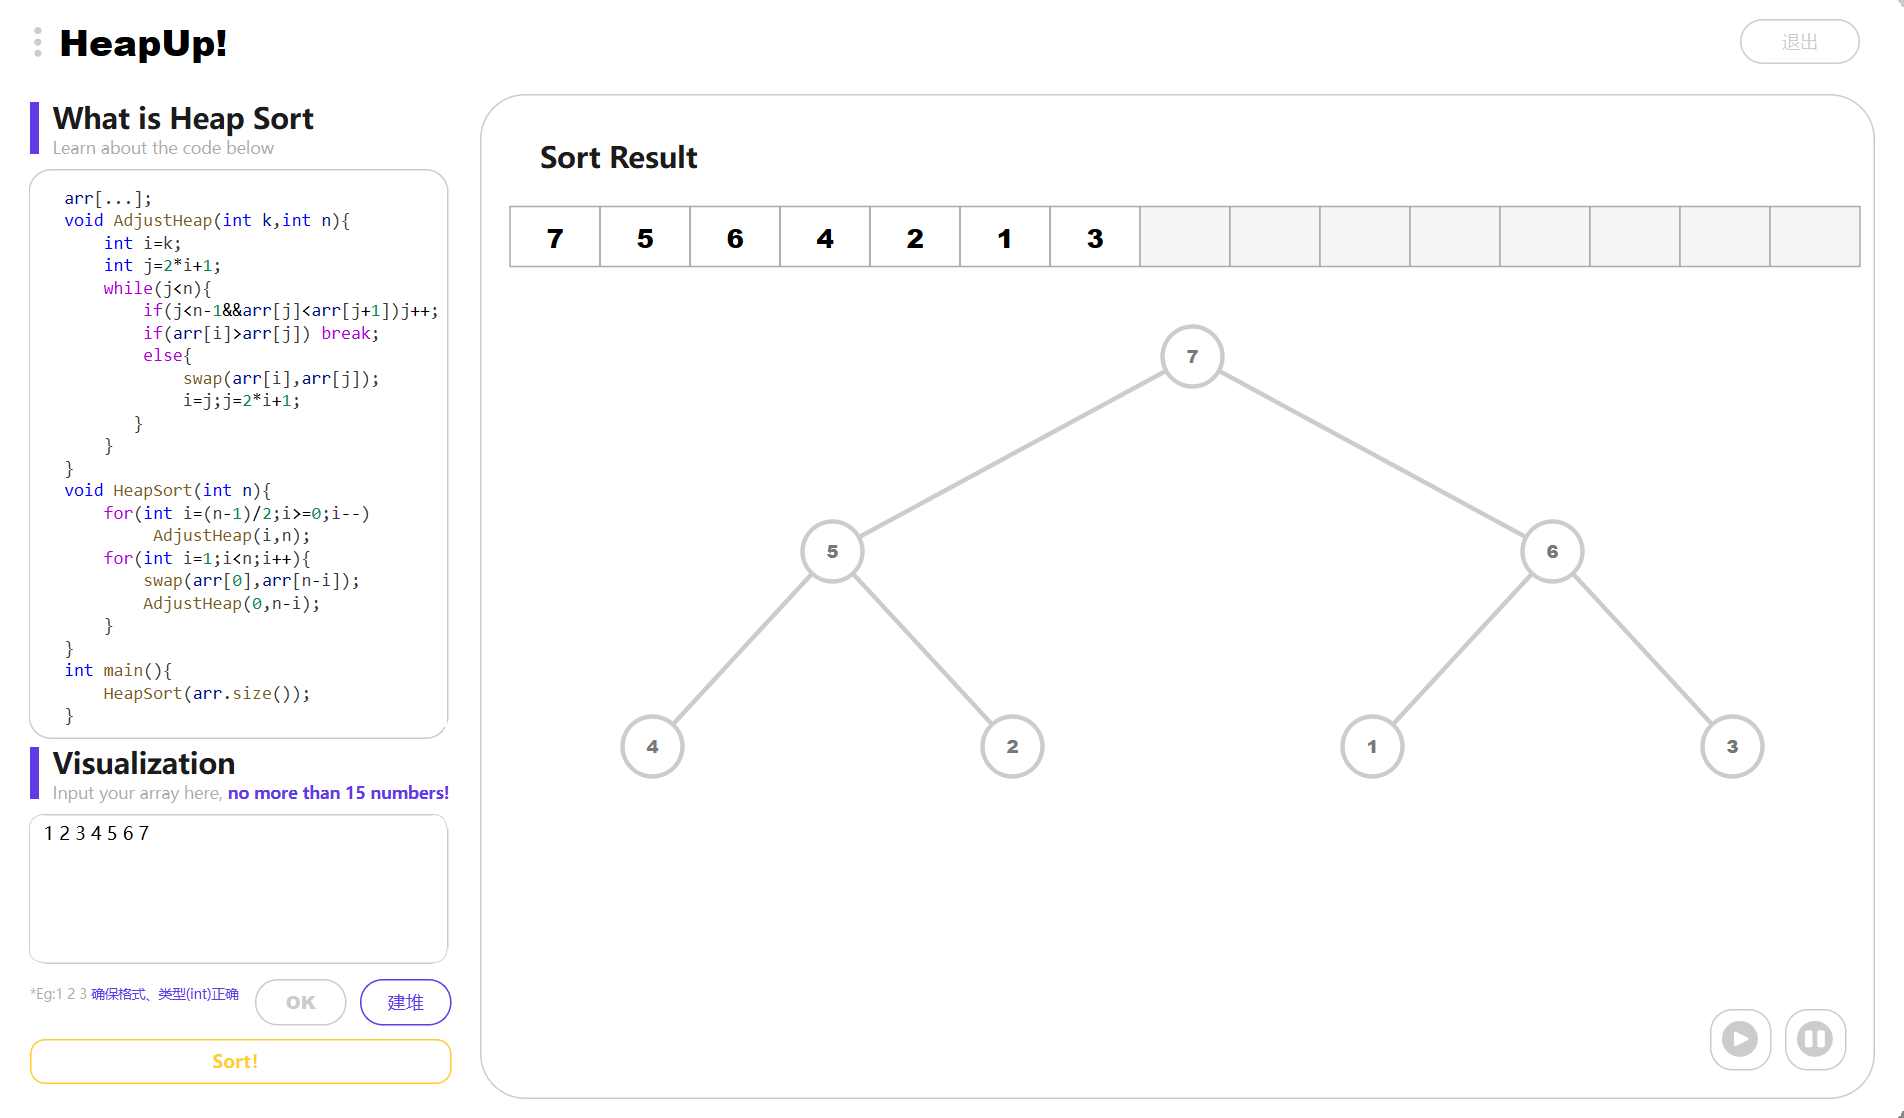 HeapUp!
退出
What is Heap Sort
Learn about the code below
arr[...];
void AdjustHeap(int k,int n){
    int i=k;
    int j=2*i+1;
    while(j<n){
        if(j<n-1&&arr[j]<arr[j+1])j++;
        if(arr[i]>arr[j]) break;
        else{
            swap(arr[i],arr[j]);
            i=j;j=2*i+1;
       }
    }
}
void HeapSort(int n){
    for(int i=(n-1)/2;i>=0;i--)
         AdjustHeap(i,n);
    for(int i=1;i<n;i++){
        swap(arr[0],arr[n-i]);
        AdjustHeap(0,n-i);
    }
}
int main(){
    HeapSort(arr.size());
}
Visualization
Input your array here, no more than 15 numbers!
1 2 3 4 5 6 7
*Eg:1 2 3 确保格式、类型(int)正确
OK
建堆
Sort!
Sort Result
7 5 6 4 2 1 3
7
5 6
4 2 1 3